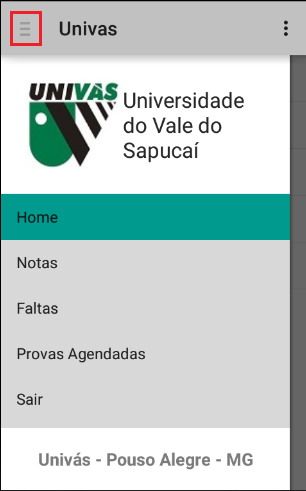 Univas
UNIVÁS
Universidade
do Vale do
Sapucaí
Home
Notas
Faltas
Provas Agendadas
Sair
Univás - Pouso Alegre - MG